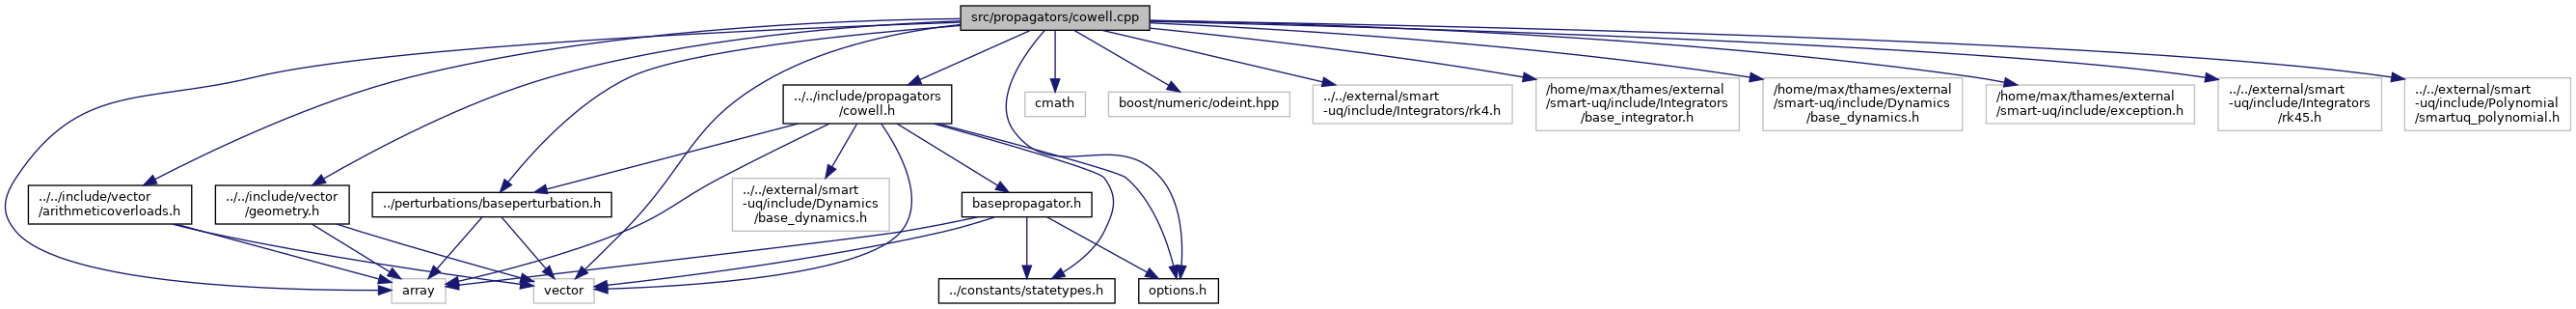 src/propagators/cowell.cpp
../../include/propagators
/cowell.h
cmath
boost/numeric/odeint.hpp
../../external/smart
-uq/include/Integrators/rk4.h
/home/max/thames/external
/smart-uq/include/Integrators
/base_integrator.h
/home/max/thames/external
/smart-uq/include/Dynamics
/base_dynamics.h
/home/max/thames/external
/smart-uq/include/exception.h
../../external/smart
-uq/include/Integrators
/rk45.h
../../external/smart
-uq/include/Polynomial
/smartuq_polynomial.h
../../include/vector
/arithmeticoverloads.h
../../include/vector
/geometry.h
../perturbations/baseperturbation.h
../../external/smart
-uq/include/Dynamics
/base_dynamics.h
basepropagator.h
array
vector
../constants/statetypes.h
options.h